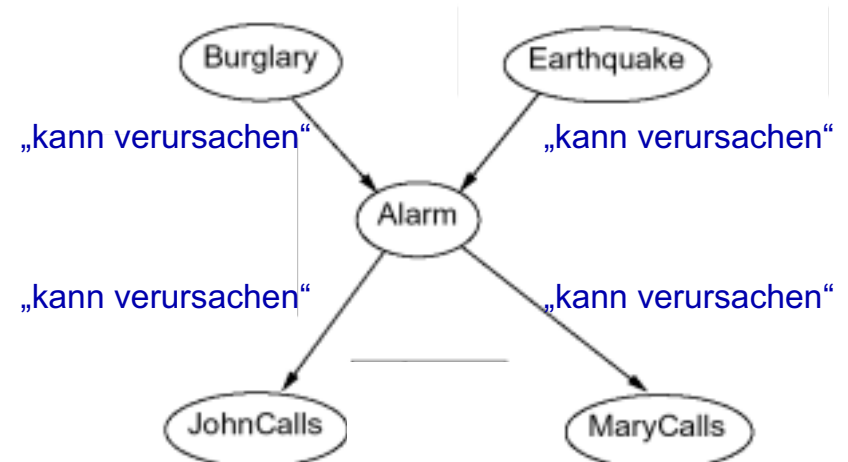 Burglary
Earthquake
„kann verursachen“
„kann verursachen“
Alarm
„kann verursachen“
„kann verursachen“
JohnCalls
MaryCalls